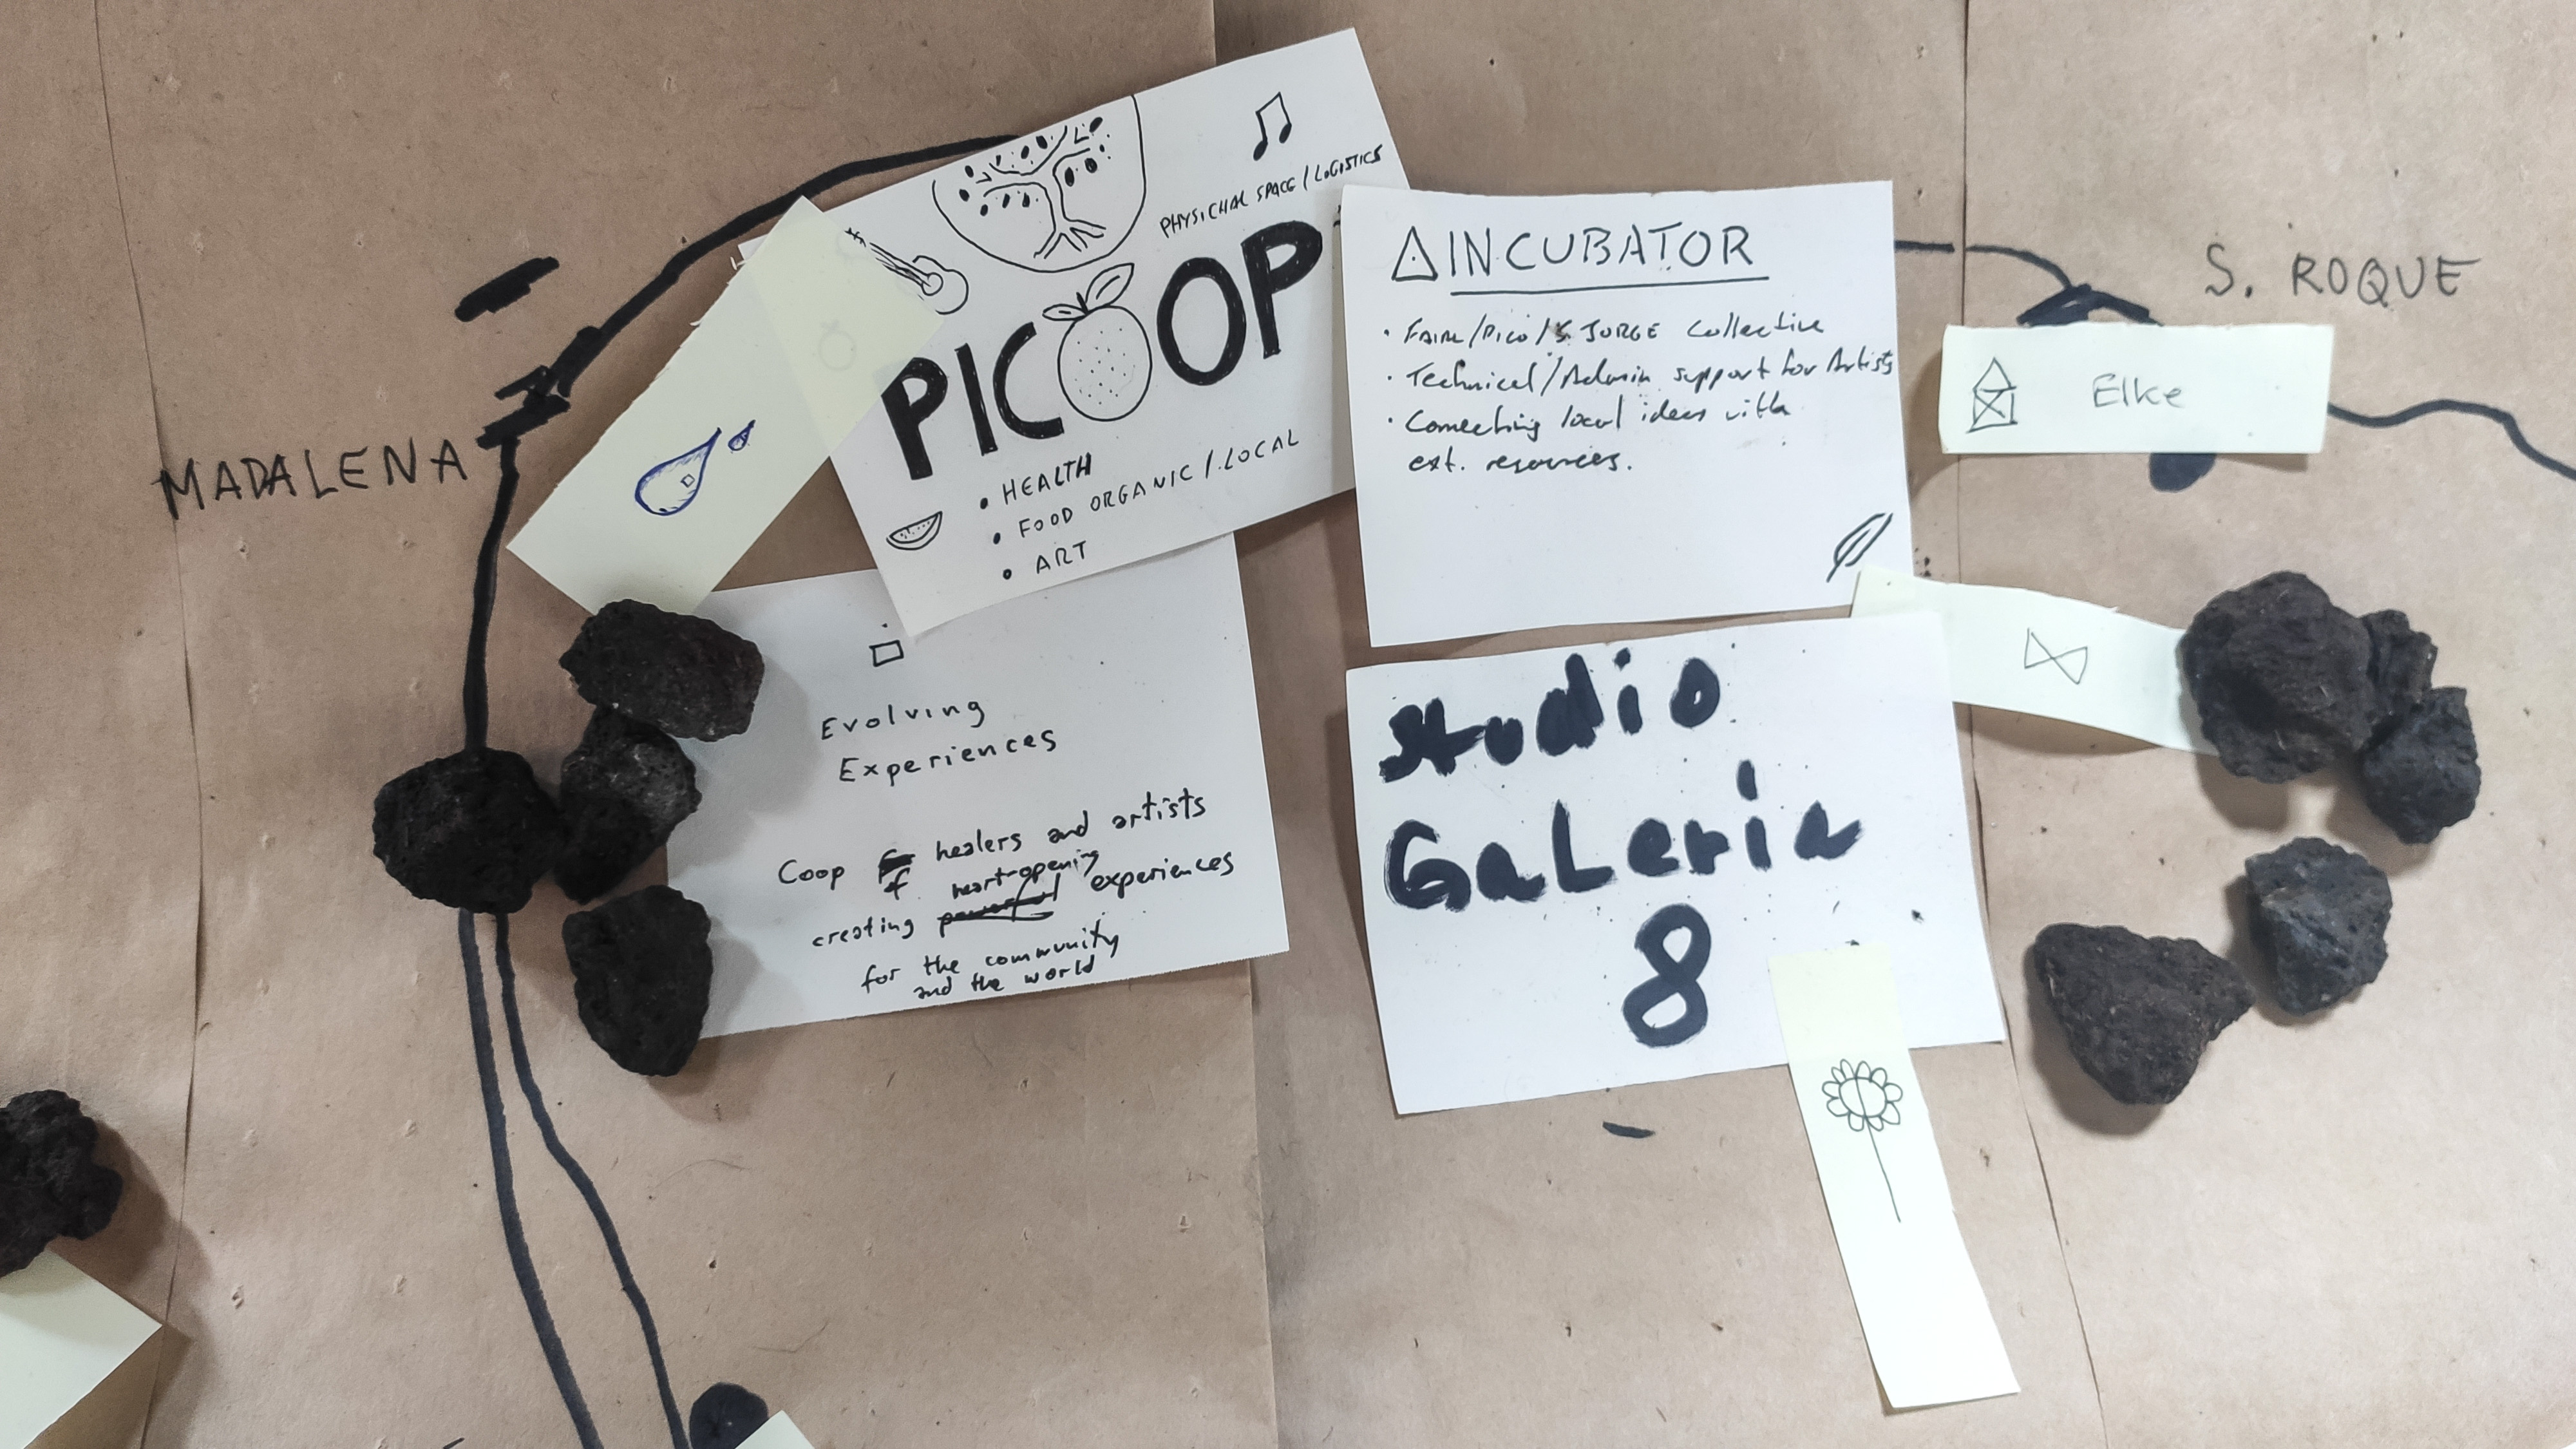 PHYSICHAL SPACE / LOGISTICS
PICOOP
• HEALTH
• FOOD ORGANIC / LOCAL
• ART
MADALENA
INCUBATOR
• FAIAL/PICO/S JORGE Collective
• Technical/Admin support for Artists
• Connecting local ideas with
ext. resources.
S. ROQUE
Elke
Evolving
Experiences
Coop of healers and artists
heart-opening
creating powerful experiences
for the community
and the world
Studio
GaLeria
8